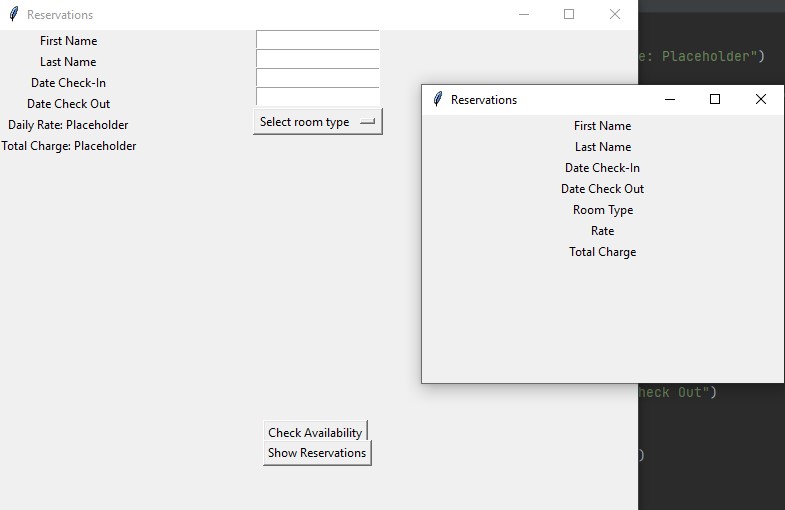 Reservations
First Name
Last Name
Date Check-In
Date Check Out
Daily Rate: Placeholder
Select room type
Total Charge: Placeholder
Check Availability
Show Reservations
e: Placeholder")
Reservations
First Name
Last Name
Date Check-In
Date Check Out
Room Type
Rate
Total Charge
heck Out")
)